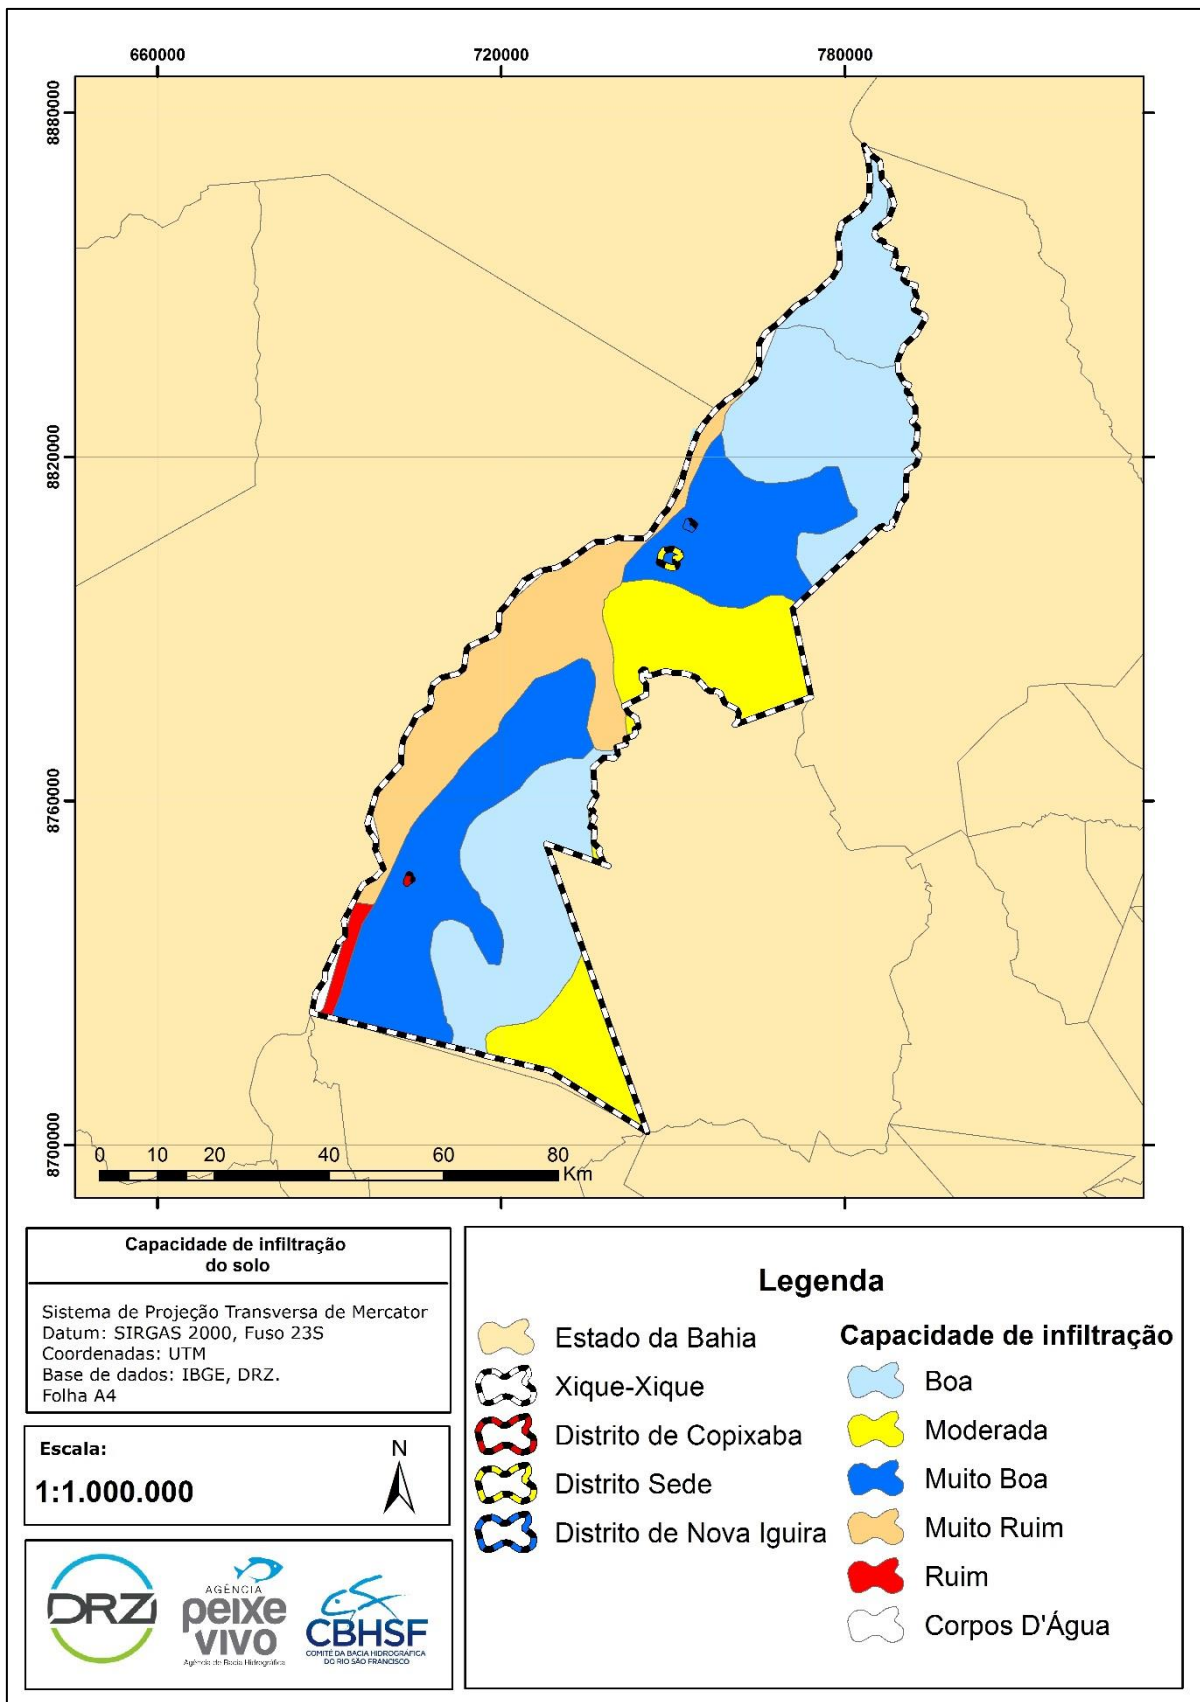 660000
720000
780000
8880000
8820000
8760000
8700000
0 10 20 40 60 80
Km
Capacidade de infiltração
do solo
Sistema de Projeção Transversa de Mercator
Datum: SIRGAS 2000, Fuso 23S
Coordenadas: UTM
Base de dados: IBGE, DRZ.
Folha A4
Escala:
1:1.000.000
N
DRZ
AGÊNCIA
peixe
vivo
Agência de Bacia Hidrográfica
CBHSF
COMITÊ DA BACIA HIDROGRÁFICA
DO RIO SÃO FRANCISCO
Legenda
Estado da Bahia
Xique-Xique
Distrito de Copixaba
Distrito Sede
Distrito de Nova Iguira
Capacidade de infiltração
Boa
Moderada
Muito Boa
Muito Ruim
Ruim
Corpos D'Água